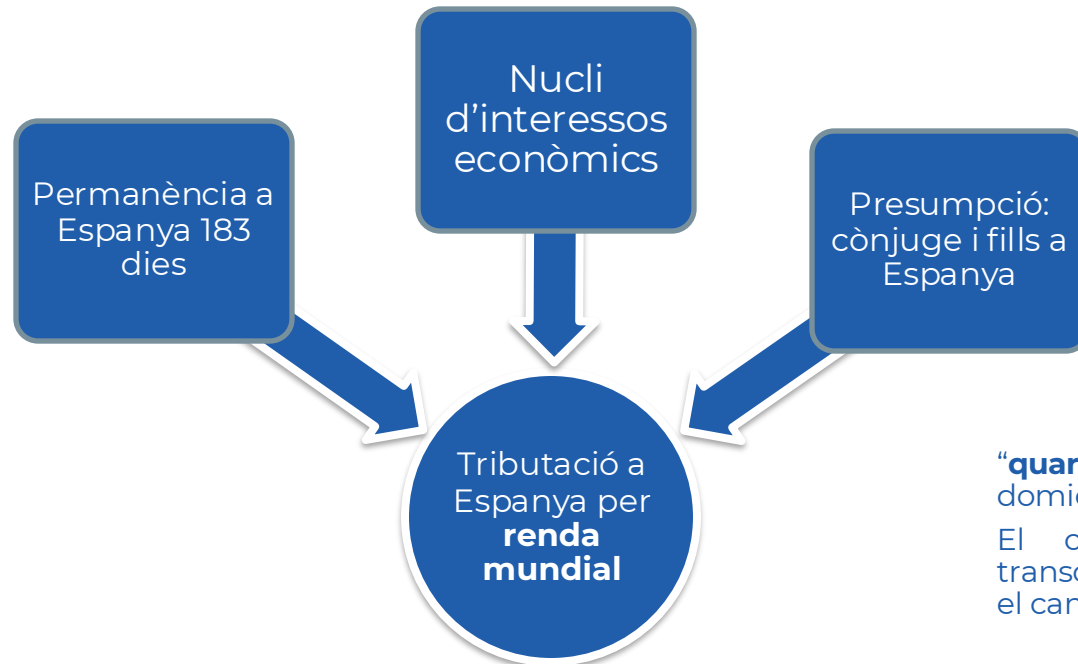 Nucli
d’interessos
econòmics
Permanència a
Espanya 183
dies
Presumpció:
cònjuge i fills a
Espanya
Tributació a
Espanya per
renda
mundial
El